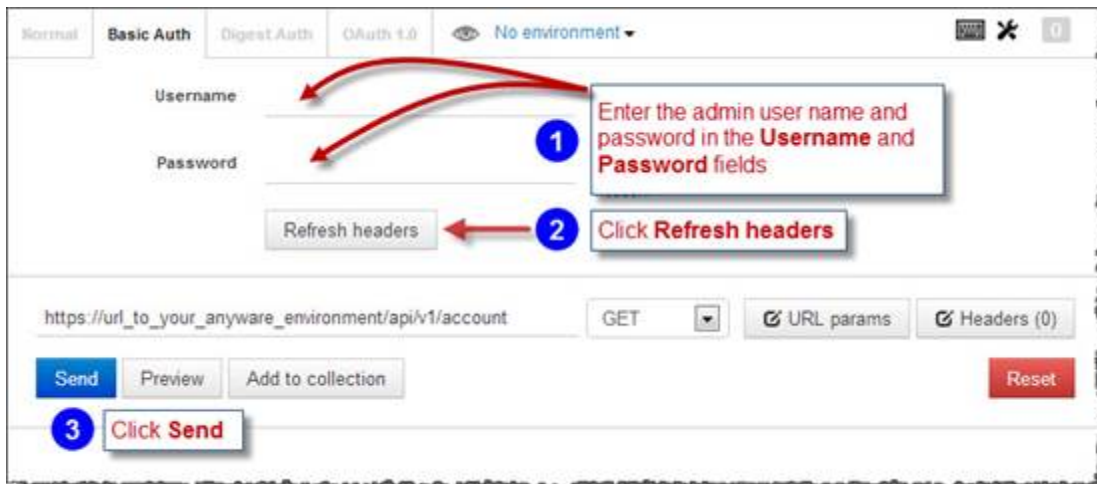 Normal Basic Auth Digest Auth OAuth 1.0 No environment 0
Username
Password
1
Enter the admin user name and
password in the Username and
Password fields
Refresh headers
2
Click Refresh headers
https://url_to_your_anyware_environment/api/v1/account GET URL params Headers (0)
Send Preview Add to collection Reset
3
Click Send